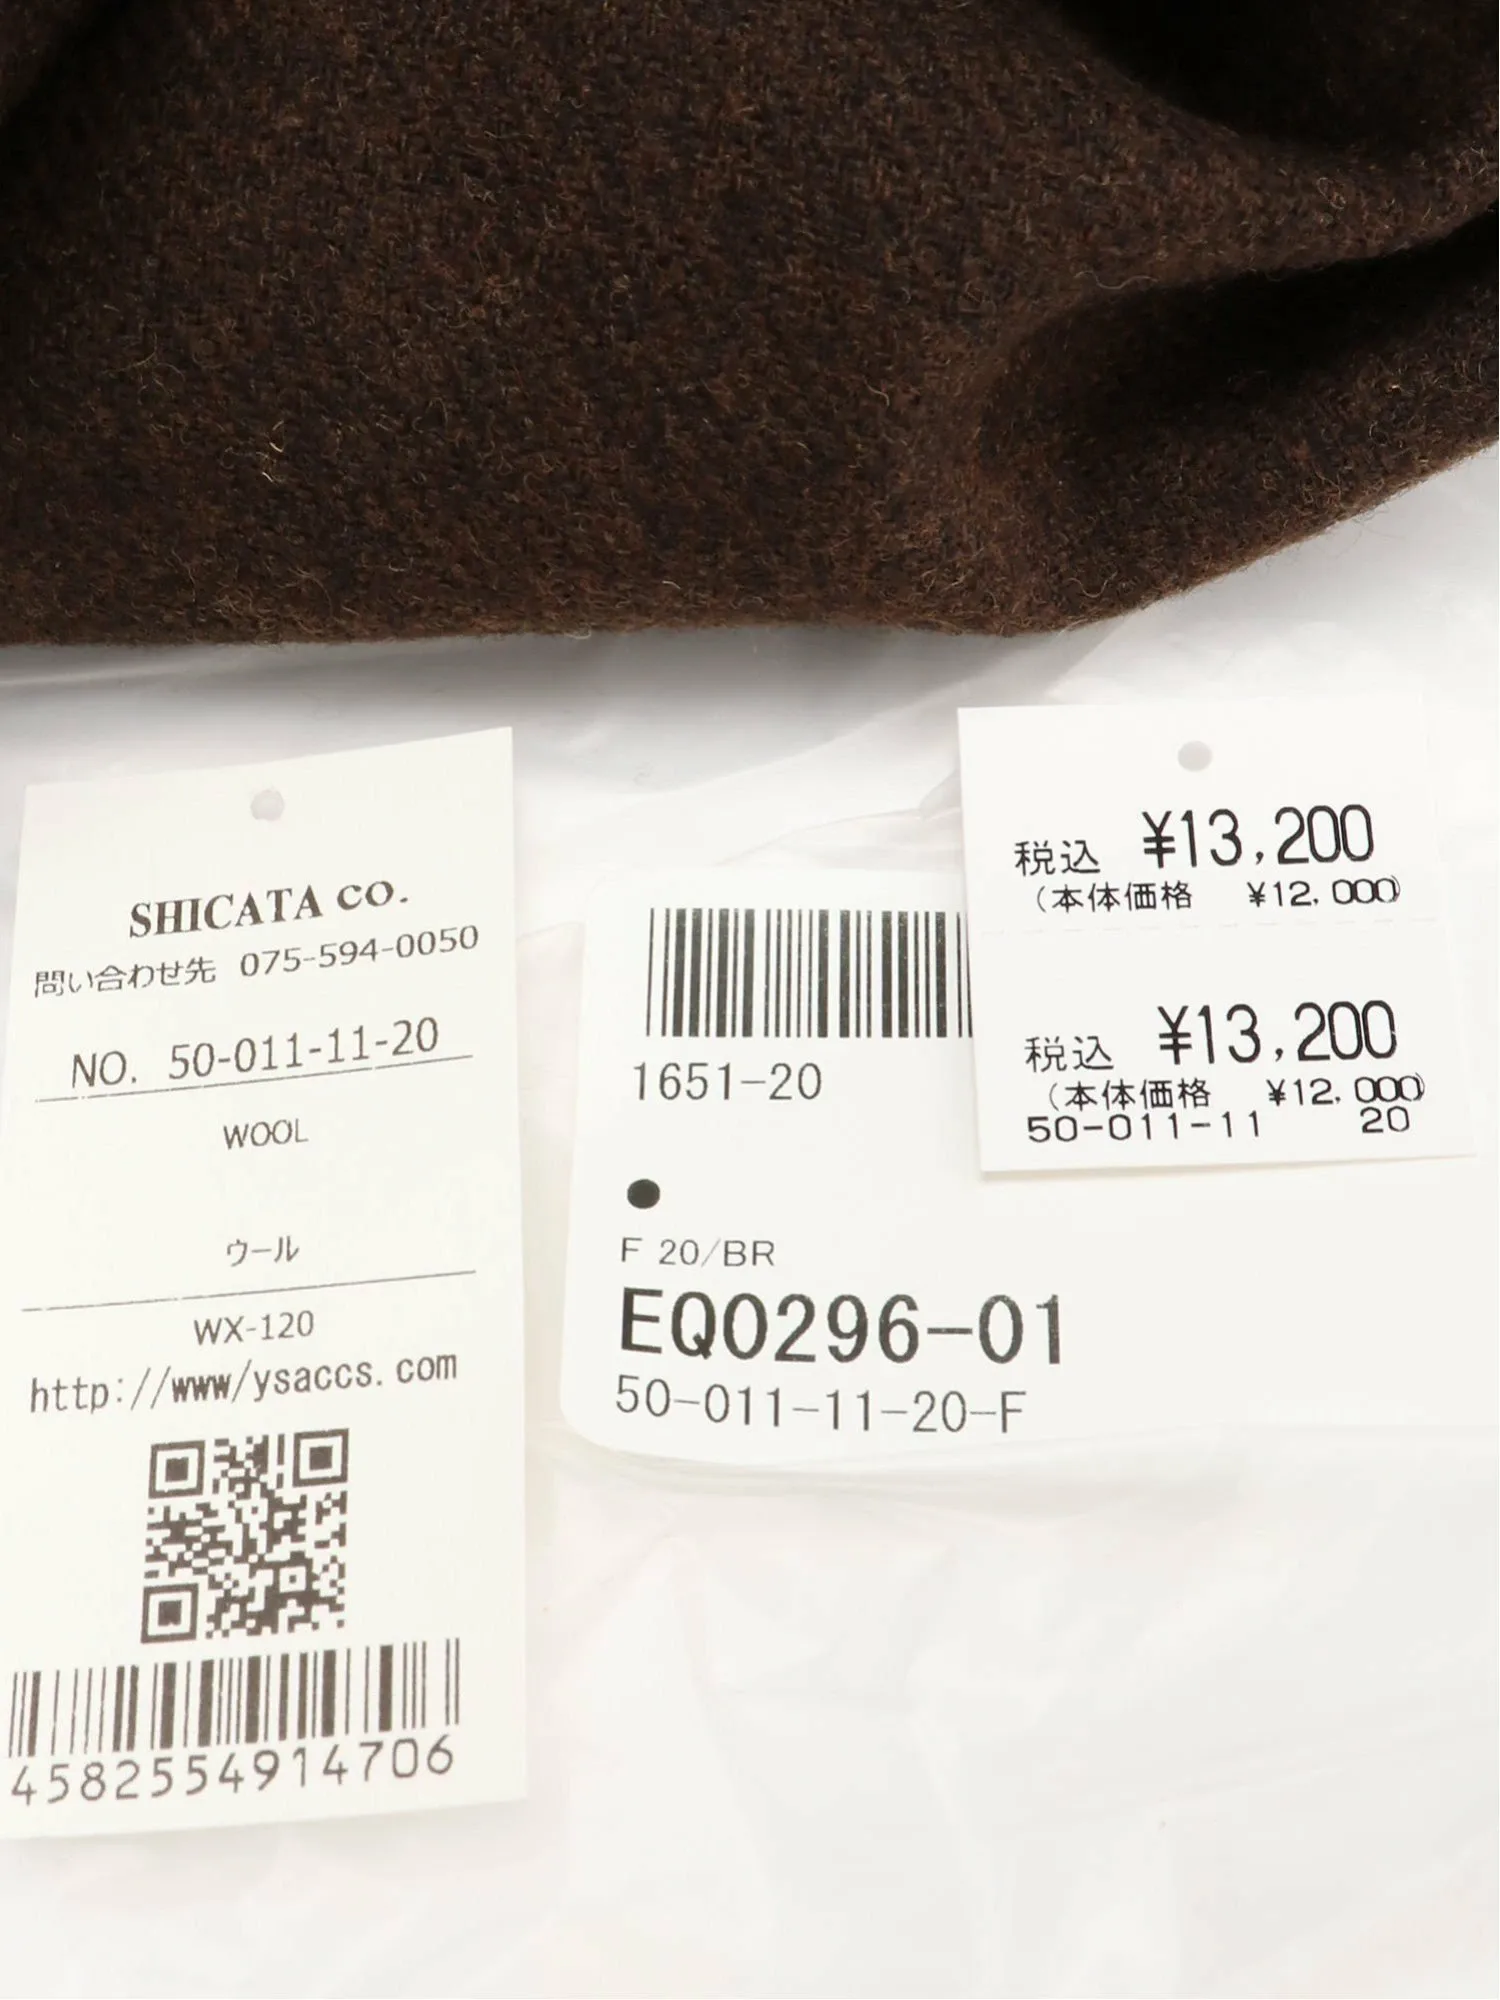 SHICATA CO.
問い合わせ先 075-594-0050
NO. 50-011-11-20
WOOL
ウール
WX-120
http://www/ysaccs.com
4582554914706
1651-20
F 20/BR
EQ0296-01
50-011-11-20-F
税込 ¥13,200
(本体価格 ¥12,000)
税込 ¥13,200
(本体価格 ¥12,000)
50-011-11 20